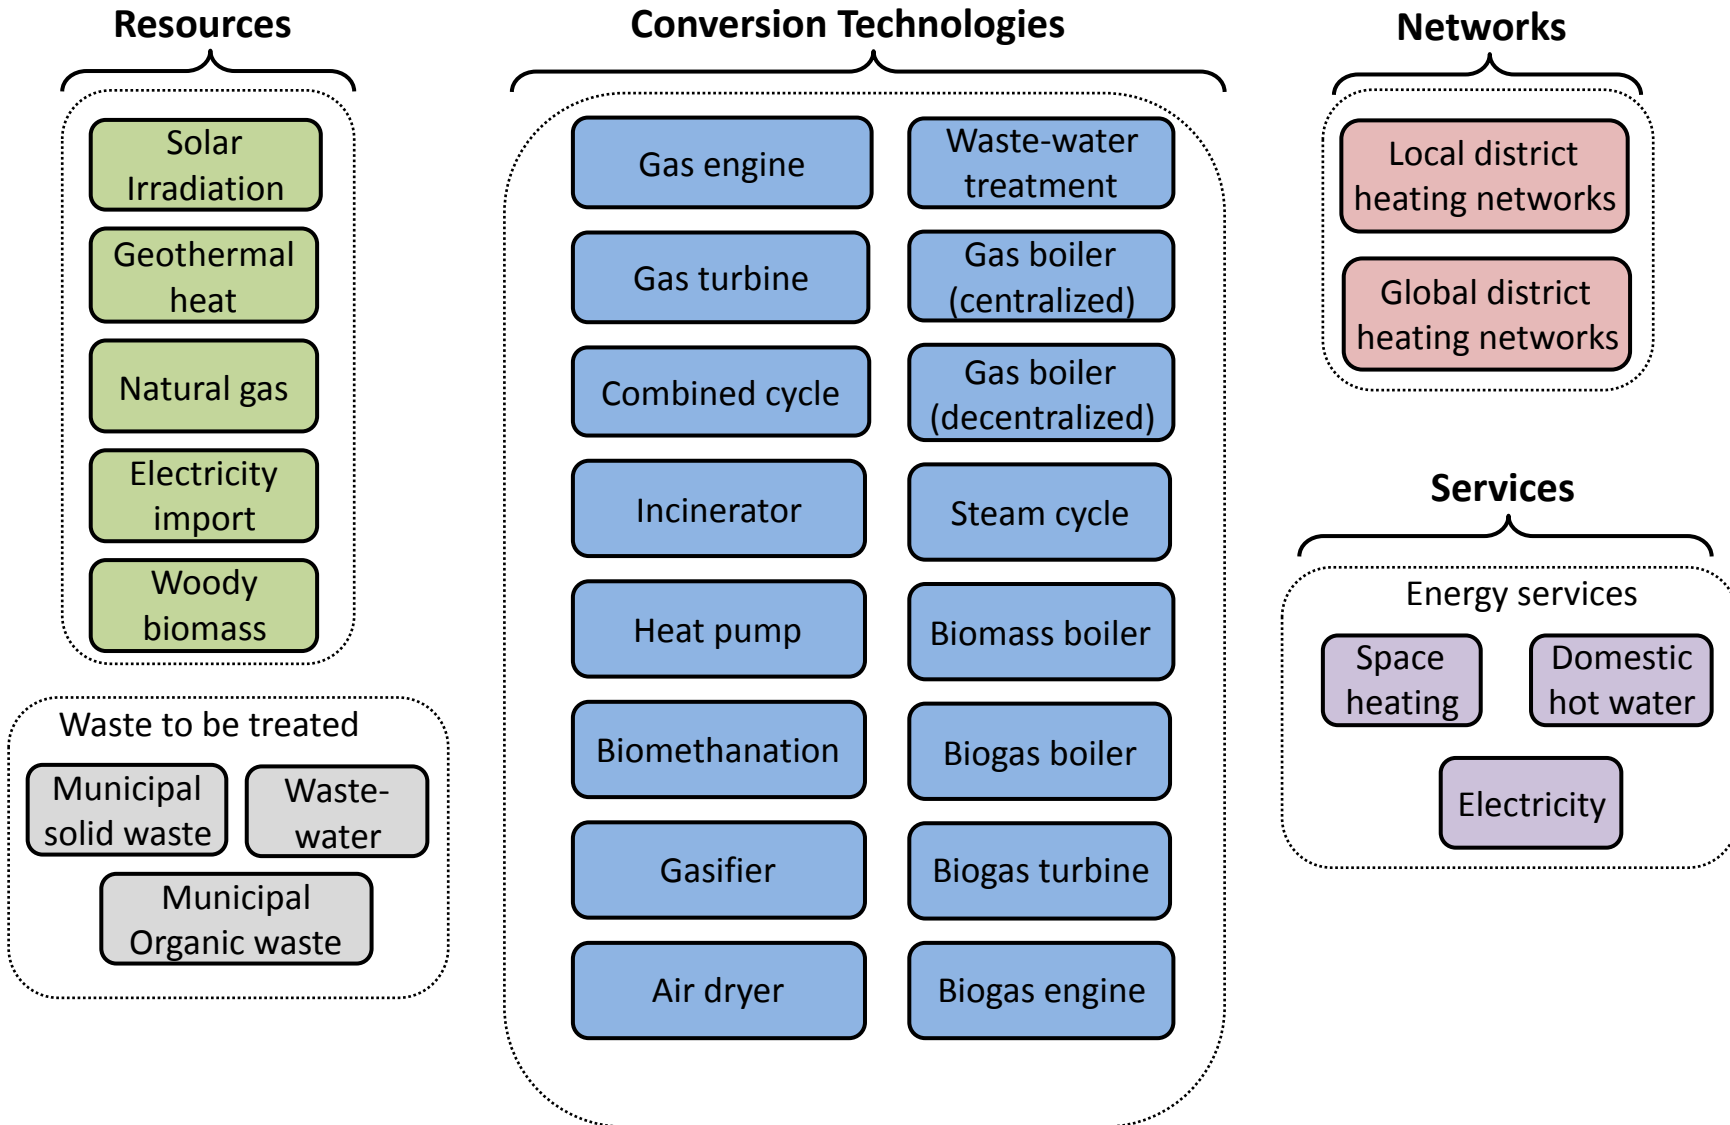 Resources
Solar
Irradiation
Geothermal
heat
Natural gas
Electricity
import
Woody
biomass
Waste to be treated
Municipal
solid waste
Waste-
water
Municipal
Organic waste
Conversion Technologies
Gas engine
Gas turbine
Combined cycle
Incinerator
Heat pump
Biomethanation
Gasifier
Air dryer
Waste-water
treatment
Gas boiler
(centralized)
Gas boiler
(decentralized)
Steam cycle
Biomass boiler
Biogas boiler
Biogas turbine
Biogas engine
Networks
Local district
heating networks
Global district
heating networks
Services
Energy services
Space
heating
Domestic
hot water
Electricity